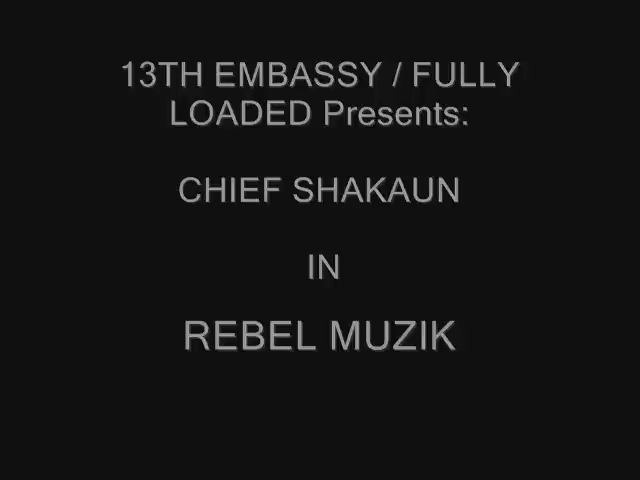 13TH EMBASSY / FULLY
LOADED Presents:
CHIEF SHAKAUN
IN
REBEL MUZIK